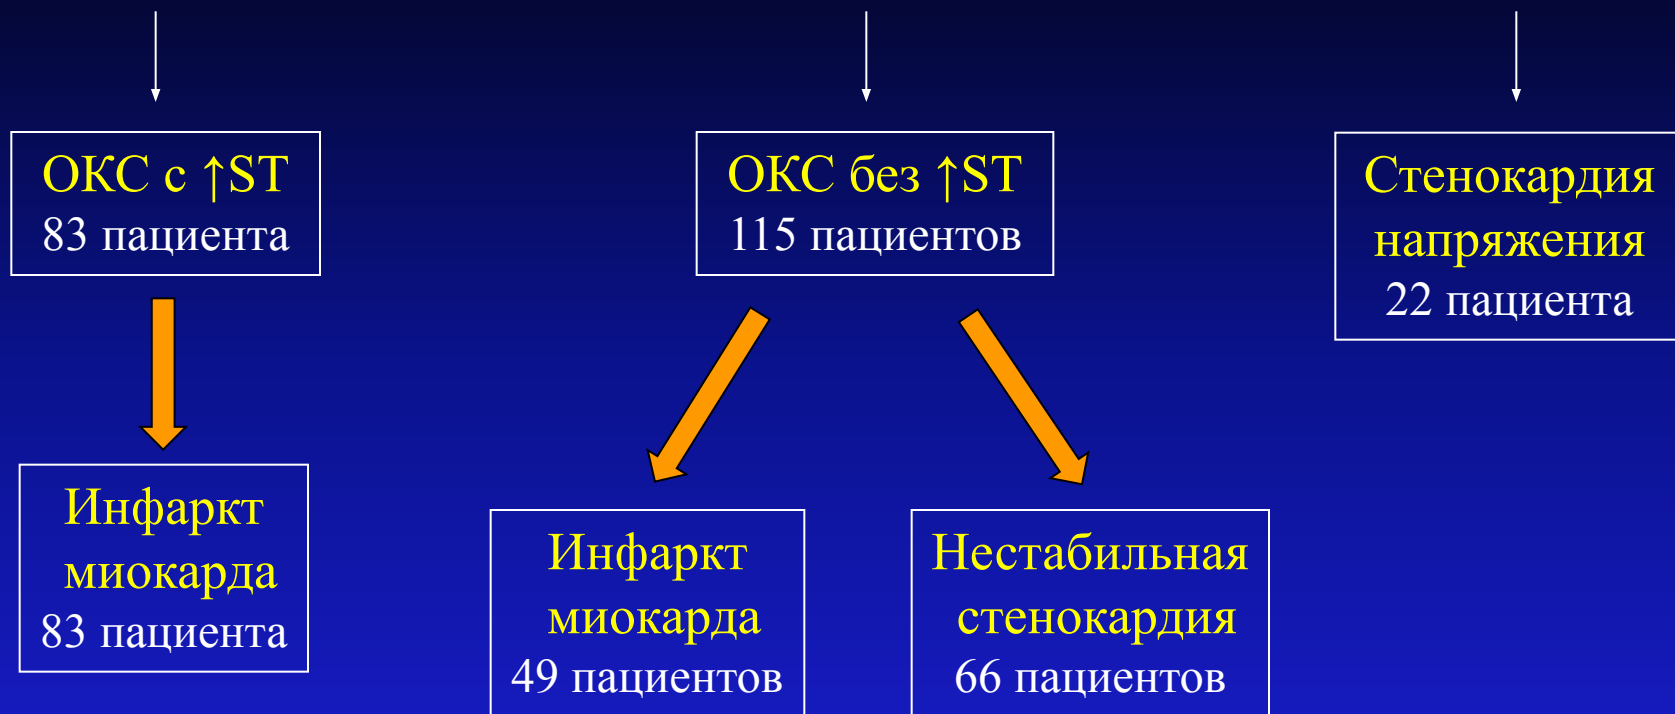 ОКС с ↑ST
83 пациента
ОКС без ↑ST
115 пациентов
Стенокардия
напряжения
22 пациента
Инфаркт
миокарда
83 пациента
Инфаркт
миокарда
49 пациентов
Нестабильная
стенокардия
66 пациентов